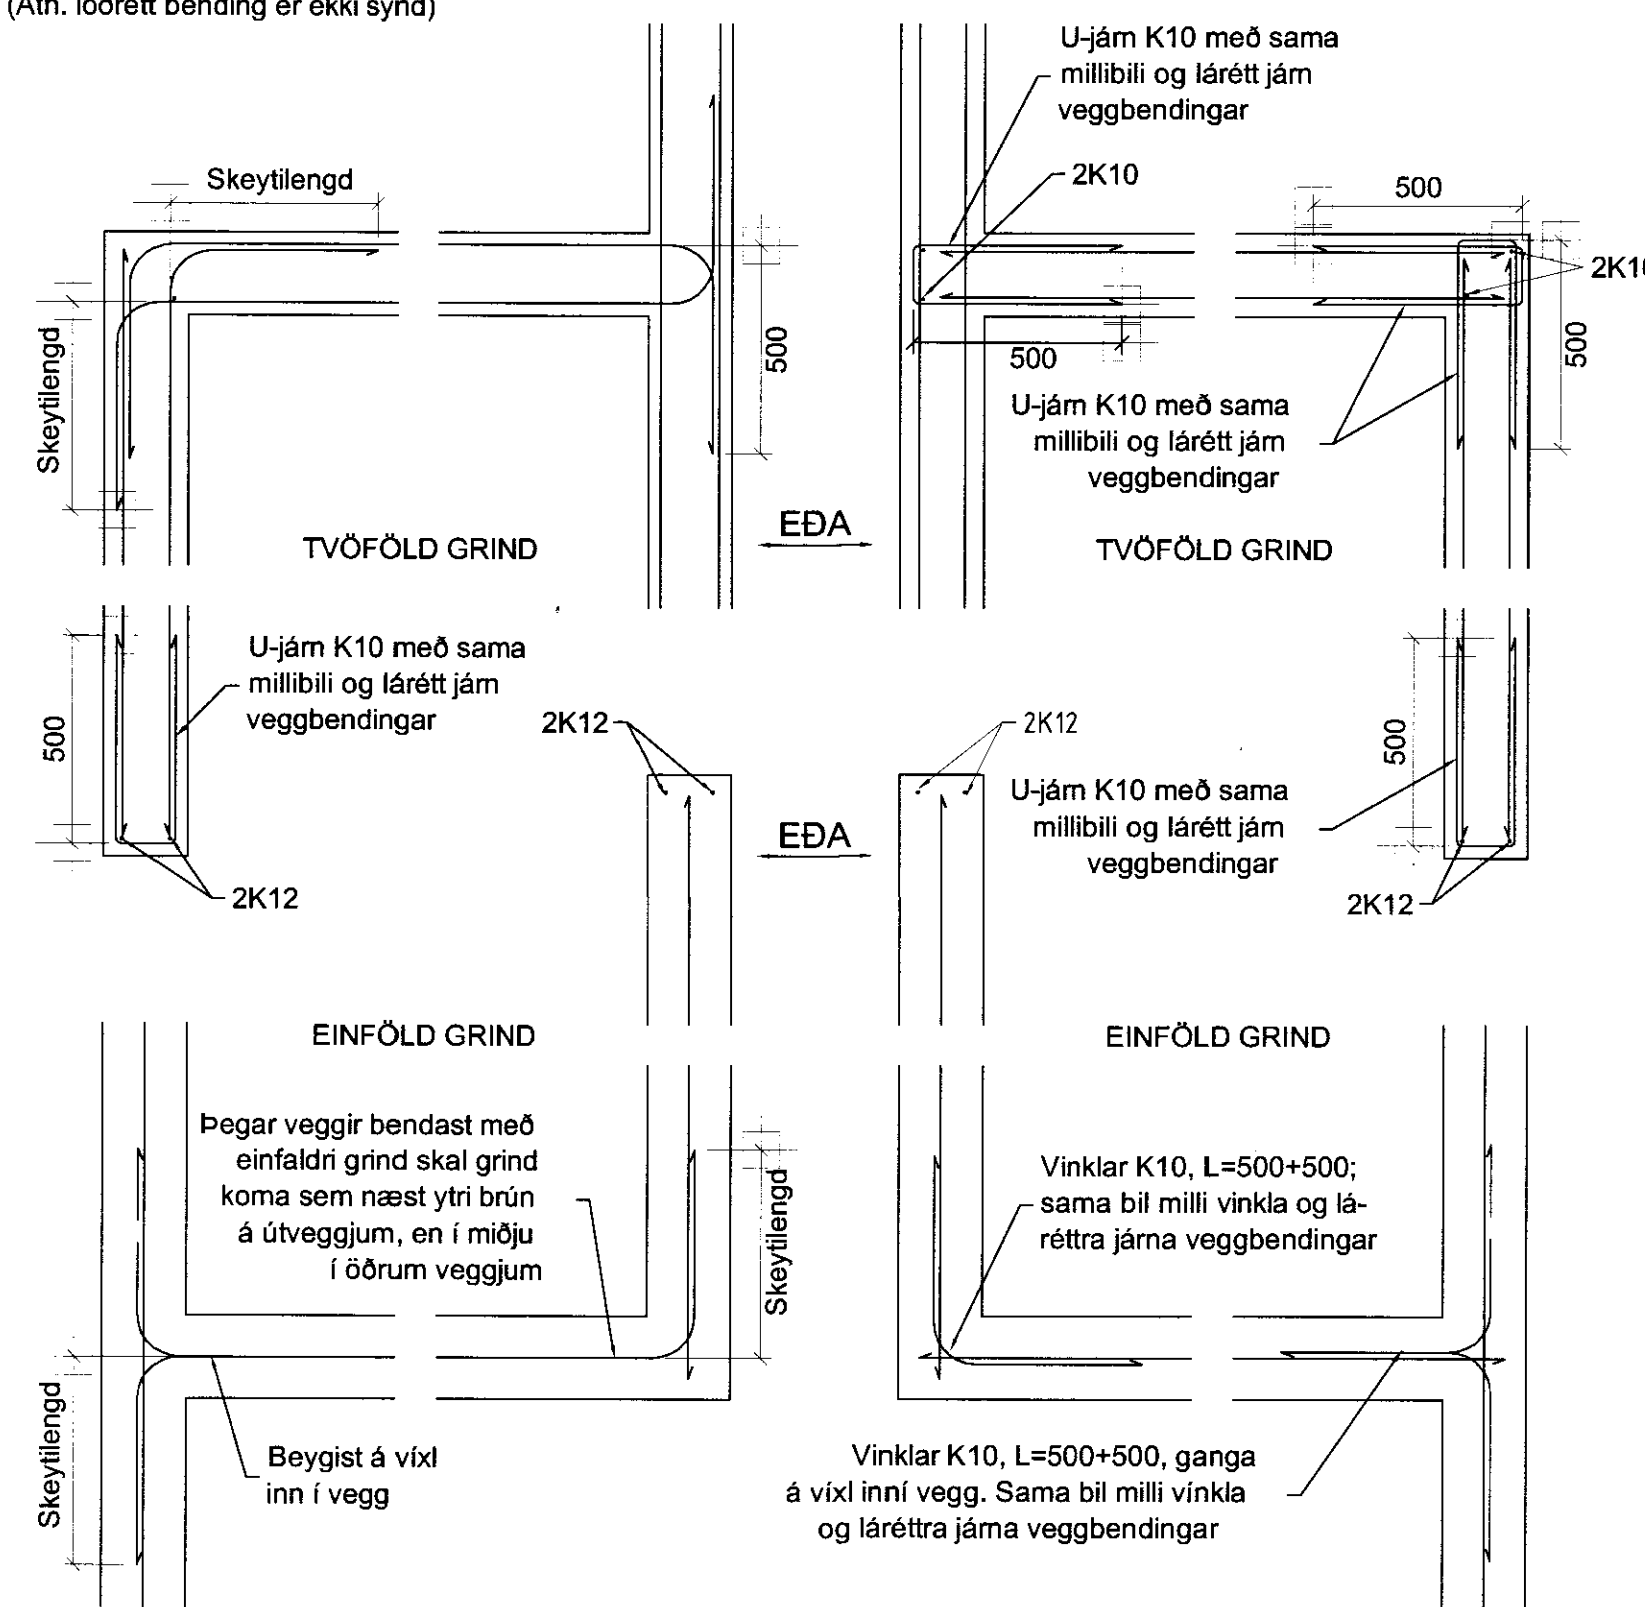 (Ath. lóðrétt bending er ekki sýnd)
U-járn K10 með sama
millibili og lárétt járn
veggbendingar
2K10
Skeytilengd
500
2K10
Skeytilengd
500
500
500
U-járn K10 með sama
millibili og lárétt járn
veggbendingar
EÐA
TVÖFÖLD GRIND
TVÖFÖLD GRIND
U-járn K10 með sama
millibili og lárétt járn
veggbendingar
500
2K12
2K12
500
U-járn K10 með sama
millibili og lárétt járn
veggbendingar
EÐA
2K12
2K12
EINFÖLD GRIND
EINFÖLD GRIND
Þegar veggir bendast með
einfaldri grind skal grind
koma sem næst ytri brún
á útveggjum, en í miðju
í öðrum veggjum
Skeytilengd
Vinklar K10, L=500+500;
sama bil milli vinkla og lá-
réttra járna veggbendingar
Skeytilengd
Beygist á víxl
inn í vegg
Vinklar K10, L=500+500, ganga
á víxl inní vegg. Sama bil milli vínkla
og láréttra járna veggbendingar